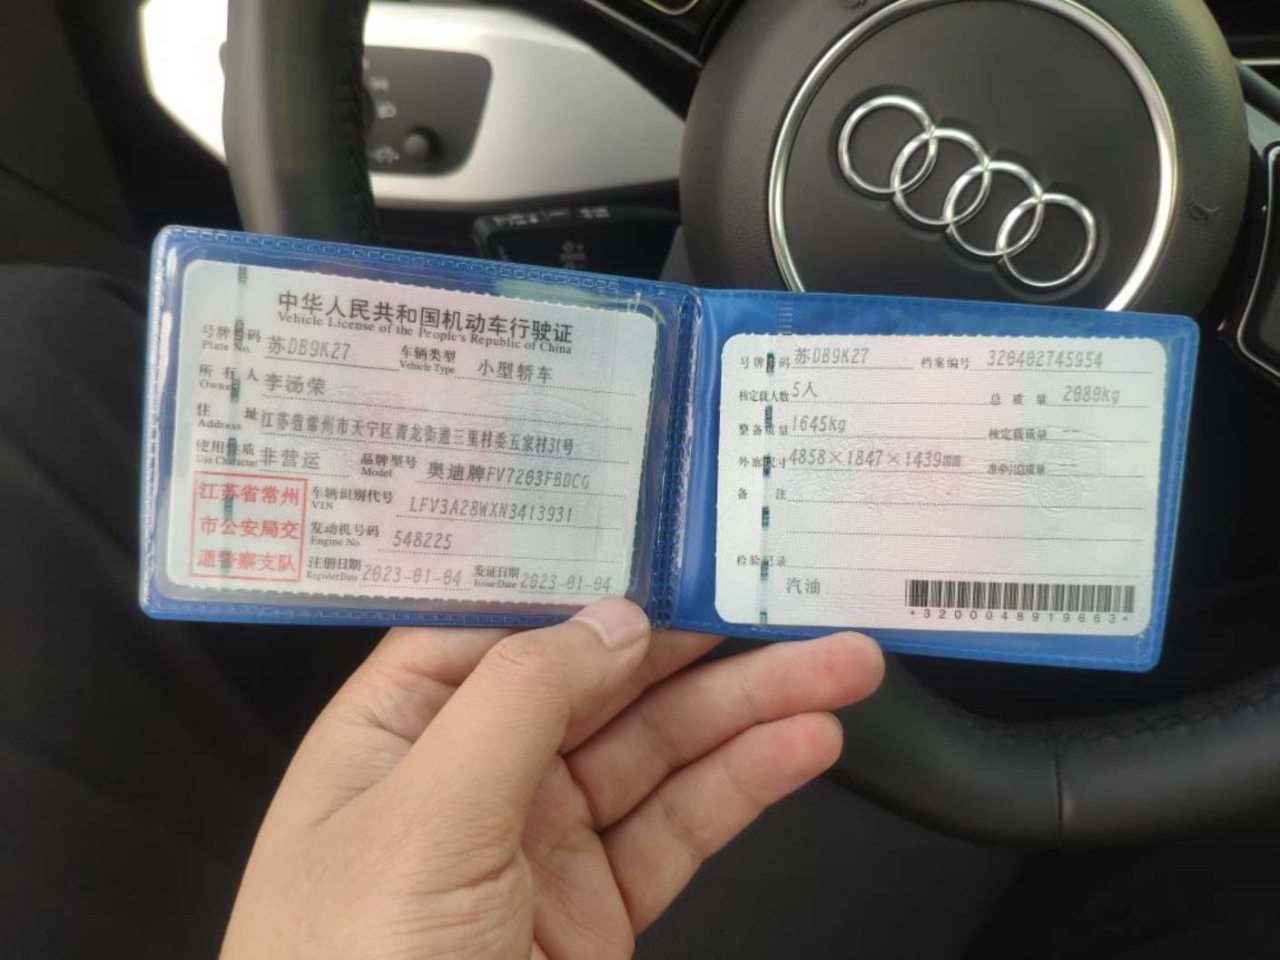 中华人民共和国机动车行驶证
Vehicle License of the People's Republic of China
号牌号码 苏DB9K27 车辆类型 小型轿车
Plate No. Vehicle Type
所有人 李汤荣
Owner
住址 江苏省常州市天宁区青龙街道三里村委五家村31号
Address
使用性质 非营运 品牌型号 奥迪牌FV7203FBDCG
Use Character Model
江苏省常州
市公安局交
通警察支队
车辆识别代号 LFV3A28WXN3413931
VIN
发动机号码 548225
Engine No.
注册日期 2023-01-04 发证日期 2023-01-04
Register Date Issue Date
号牌号码 苏DB9K27 档案编号 320402745954
核定载人数 5人 总质量 2080kg
整备质量 1645kg 核定载质量 --
外廓尺寸 4858×1847×1439mm 准牵引总质量 --
备注
检验记录
汽油
*3200048919663*